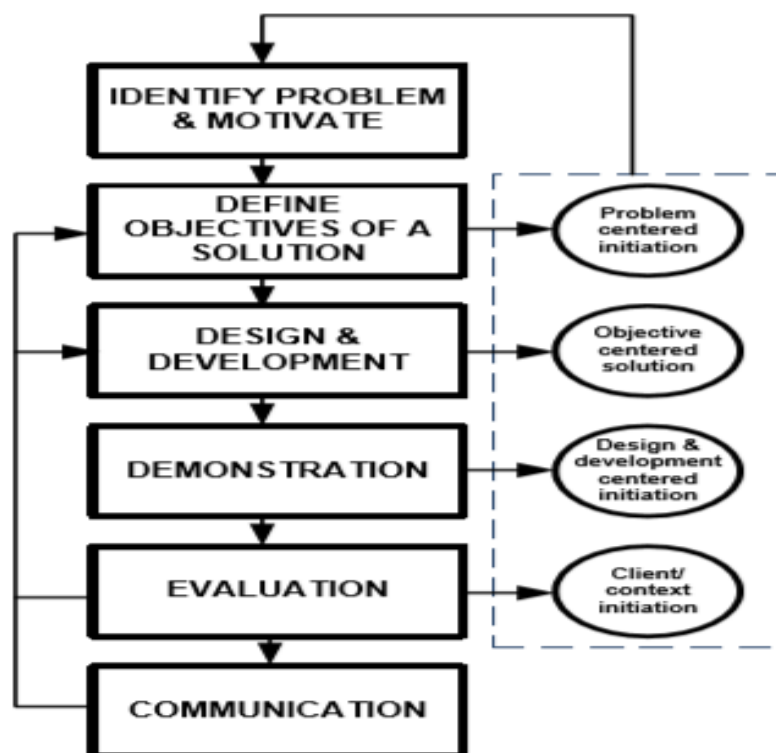 IDENTIFY PROBLEM
& MOTIVATE
DEFINE
OBJECTIVES OF A
SOLUTION
Problem
centered
initiation
DESIGN &
DEVELOPMENT
Objective
centered
solution
DEMONSTRATION
Design &
development
centered
initiation
EVALUATION
Client/
context
initiation
COMMUNICATION